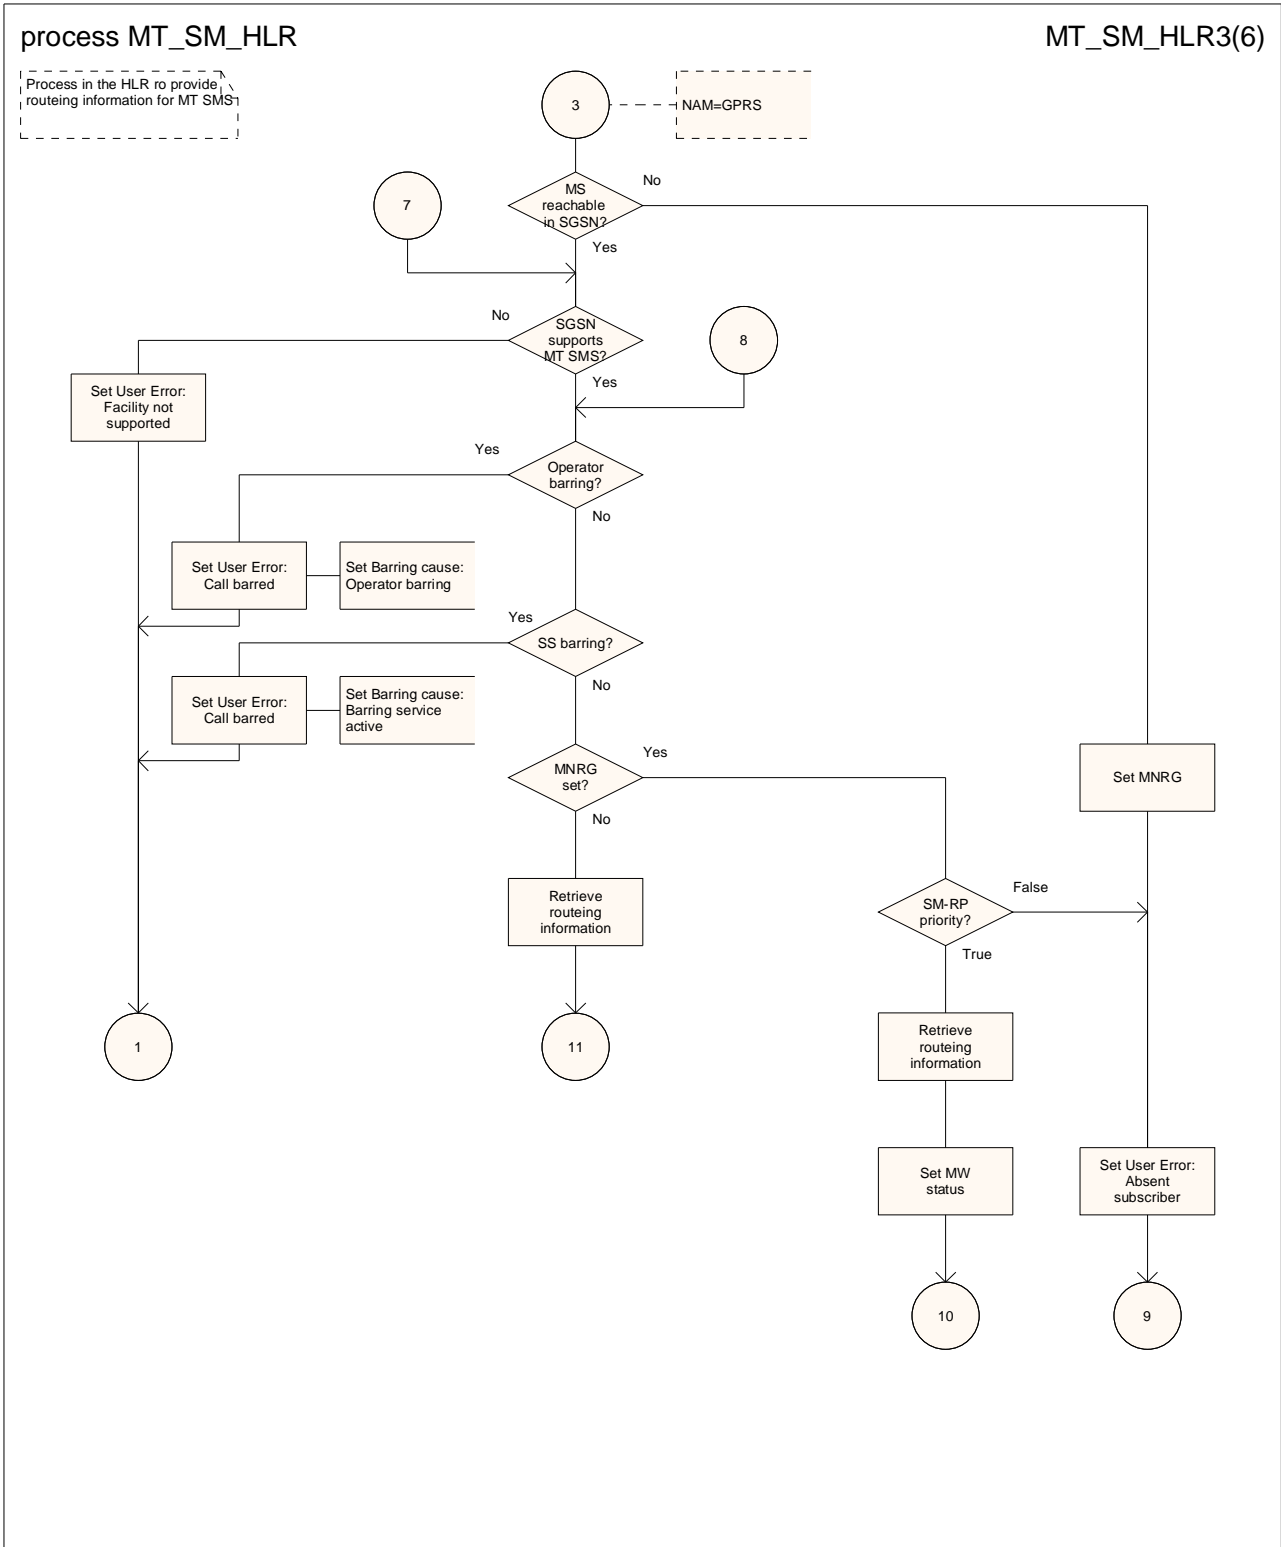 process MT_SM_HLR
MT_SM_HLR3(6)
Process in the HLR ro provide
routeing information for MT SMS
3
NAM=GPRS
MS
reachable
in SGSN?
No
Yes
7
No
SGSN
supports
MT SMS?
Yes
8
Set User Error:
Facility not
supported
Yes
Operator
barring?
No
Set User Error:
Call barred
Set Barring cause:
Operator barring
Yes
SS barring?
No
Set User Error:
Call barred
Set Barring cause:
Barring service
active
MNRG
set?
Yes
No
Set MNRG
Retrieve
routeing
information
SM-RP
priority?
False
True
1
11
Retrieve
routeing
information
Set MW
status
Set User Error:
Absent
subscriber
10
9